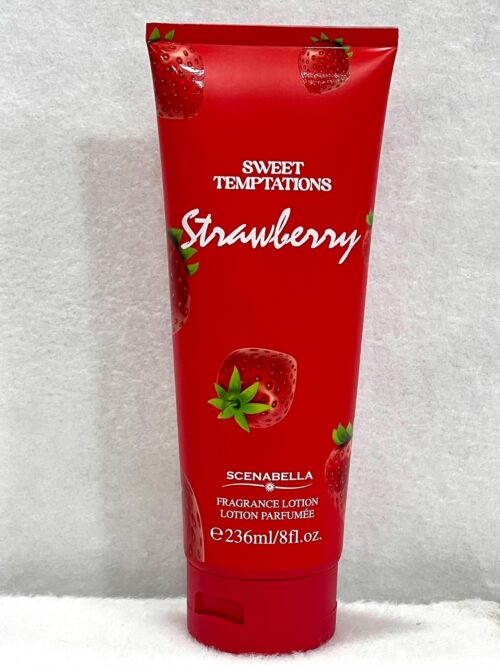 SWEET
TEMPTATIONS
Strawberry
SCENABELLA
FRAGRANCE LOTION
LOTION PARFUMÉE
℮236ml/8fl.oz.